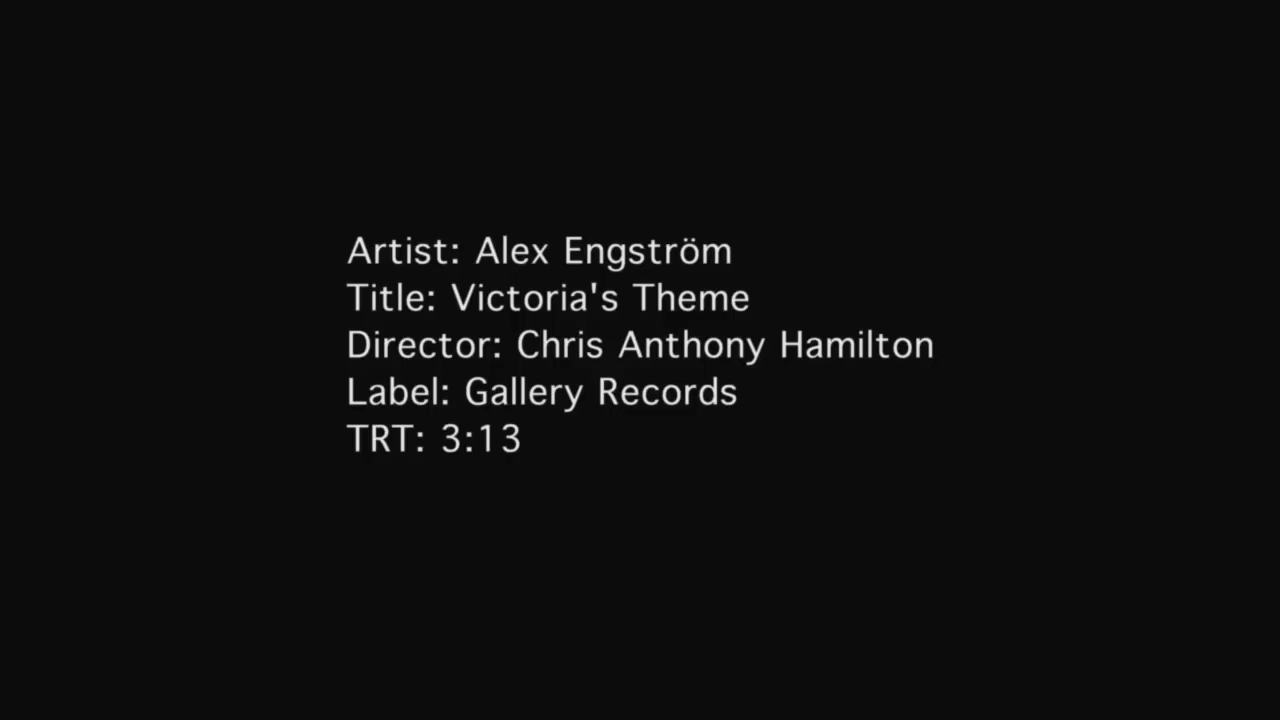 Artist: Alex Engström
Title: Victoria's Theme
Director: Chris Anthony Hamilton
Label: Gallery Records
TRT: 3:13